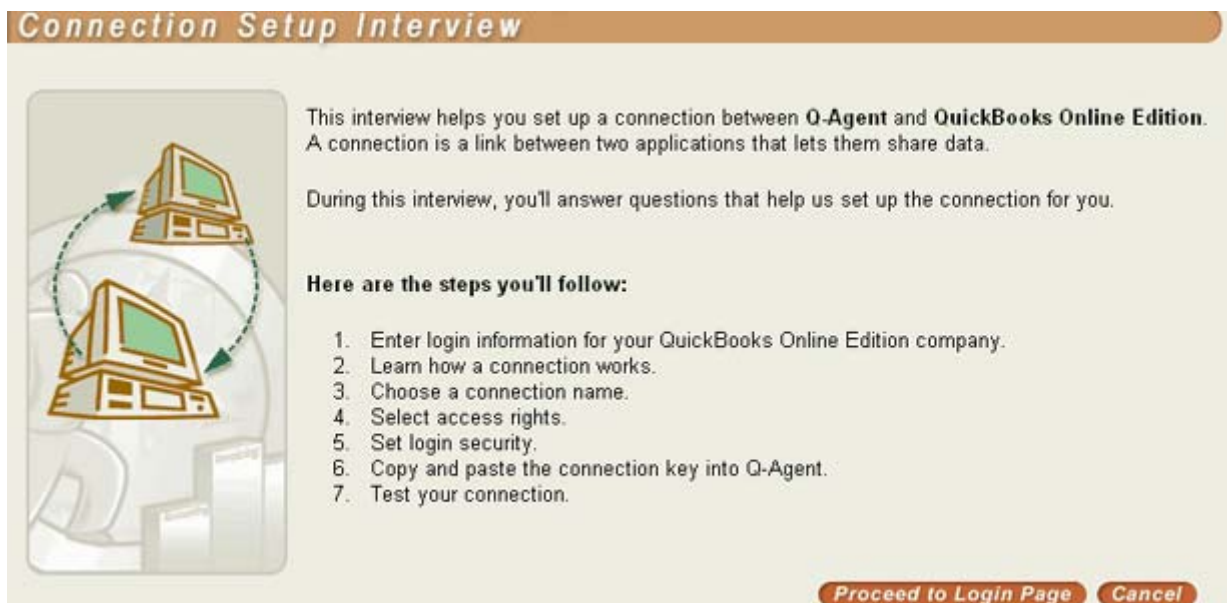 Connection Setup Interview
This interview helps you set up a connection between Q-Agent and QuickBooks Online Edition.
A connection is a link between two applications that lets them share data.
During this interview, you'll answer questions that help us set up the connection for you.
Here are the steps you'll follow:
1. Enter login information for your QuickBooks Online Edition company.
2. Learn how a connection works.
3. Choose a connection name.
4. Select access rights.
5. Set login security.
6. Copy and paste the connection key into Q-Agent.
7. Test your connection.
Proceed to Login Page Cancel